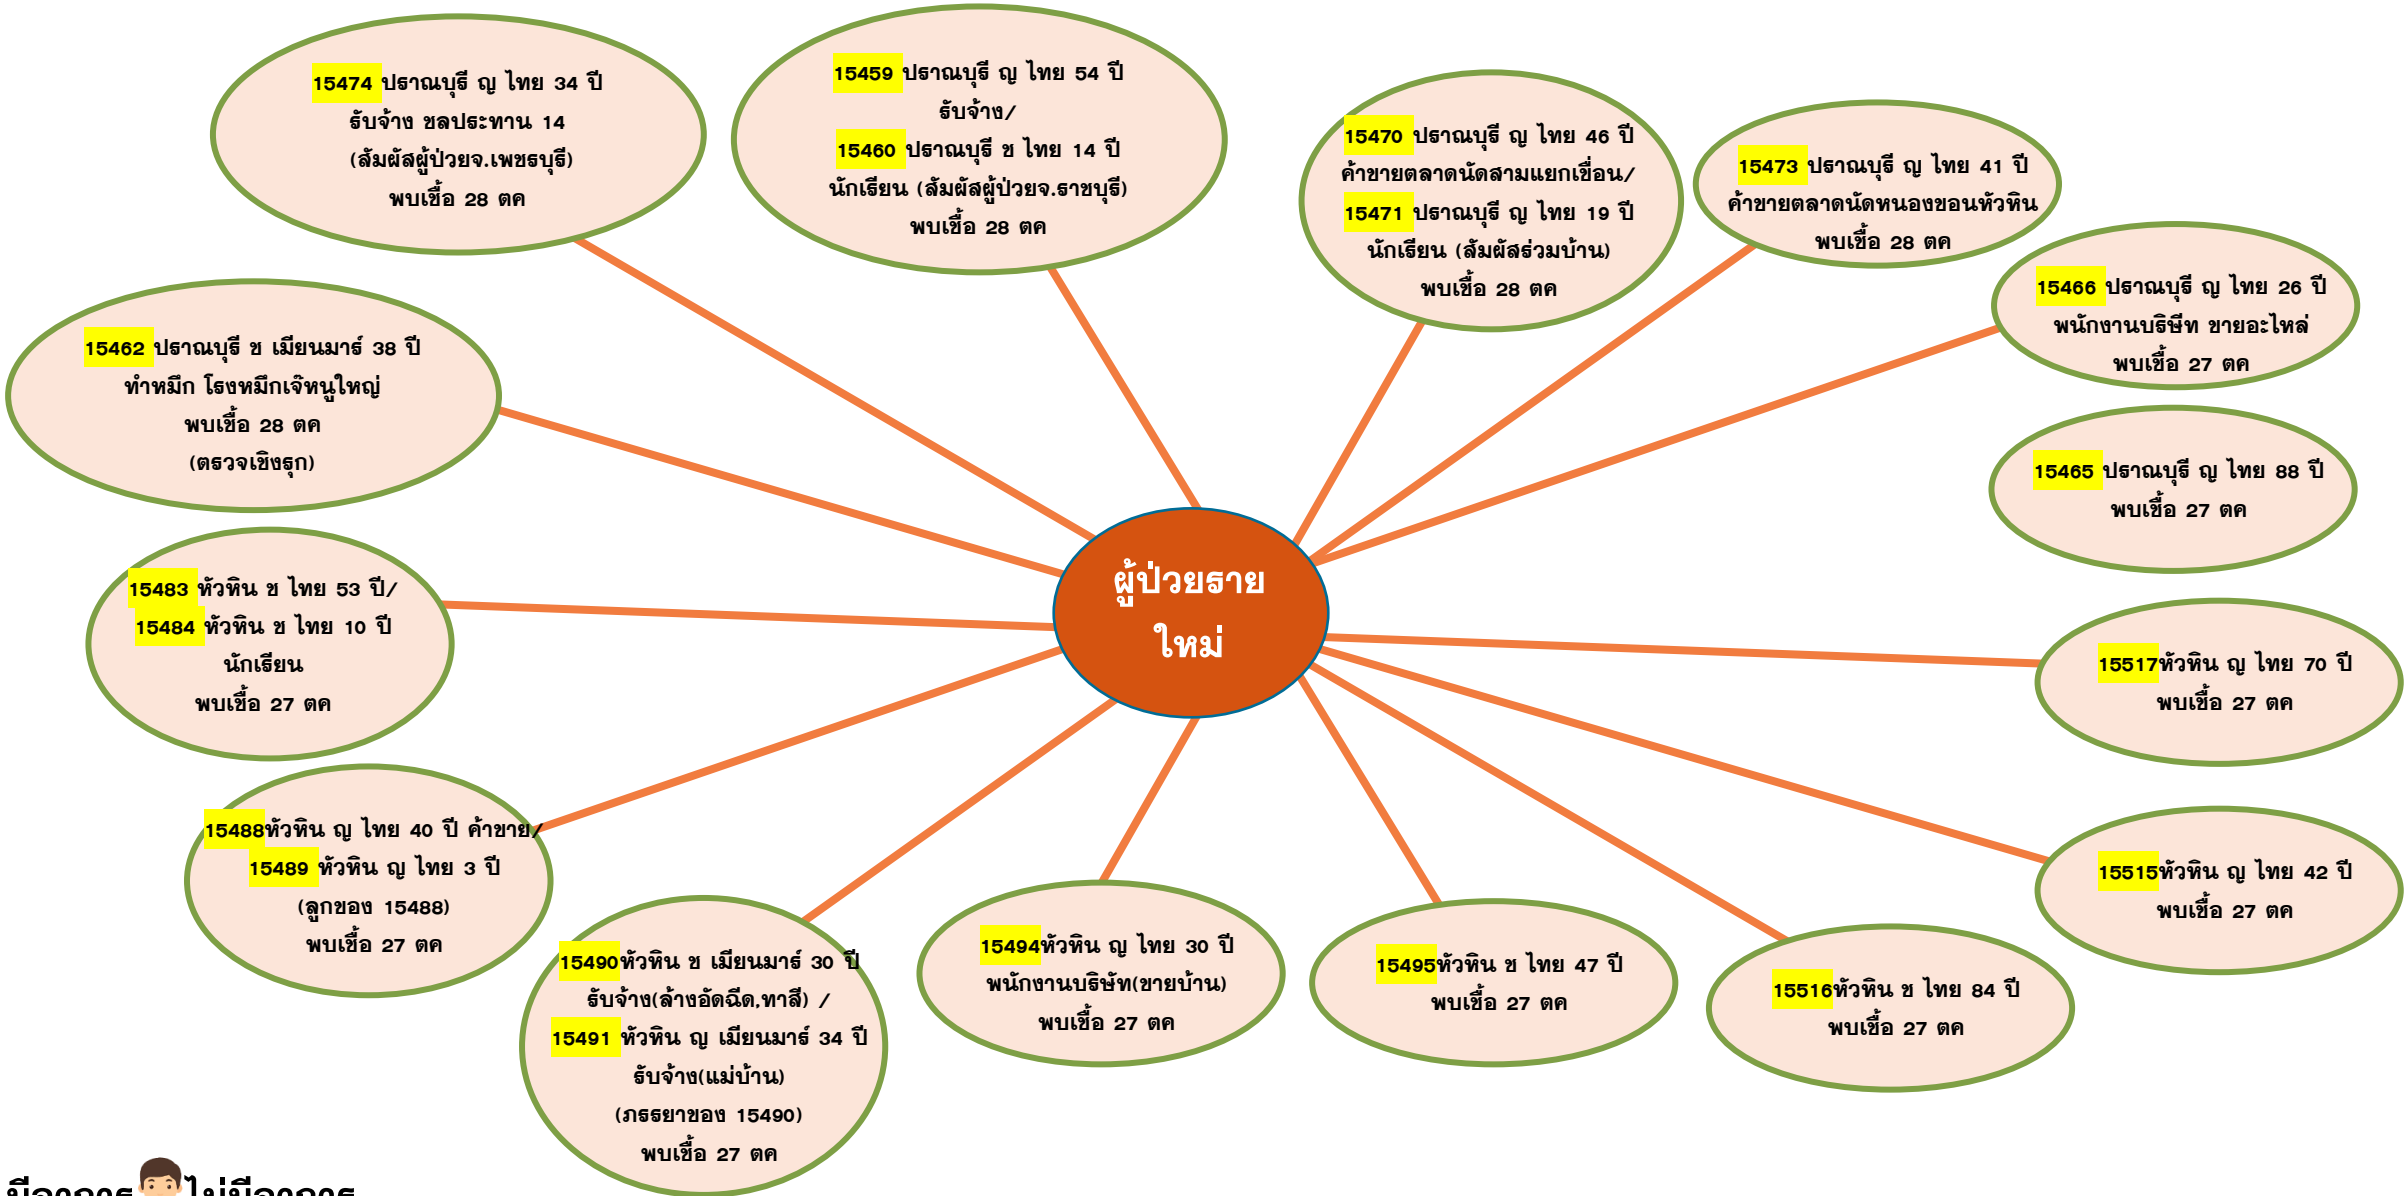 15474 ปราณบุรี ญ ไทย 34 ปี
รับจ้าง ชลประทาน 14
(สัมผัสผู้ป่วยจ.เพชรบุรี)
พบเชื้อ 28 ตค
15459 ปราณบุรี ญ ไทย 54 ปี
รับจ้าง/
15460 ปราณบุรี ช ไทย 14 ปี
นักเรียน (สัมผัสผู้ป่วยจ.ราชบุรี)
พบเชื้อ 28 ตค
15470 ปราณบุรี ญ ไทย 46 ปี
ค้าขายตลาดนัดสามแยกเขื่อน/
15471 ปราณบุรี ญ ไทย 19 ปี
นักเรียน (สัมผัสร่วมบ้าน)
พบเชื้อ 28 ตค
15473 ปราณบุรี ญ ไทย 41 ปี
ค้าขายตลาดนัดหนองขอนหัวหิน
พบเชื้อ 28 ตค
15466 ปราณบุรี ญ ไทย 26 ปี
พนักงานบริษีท ขายอะไหล่
พบเชื้อ 27 ตค
15462 ปราณบุรี ช เมียนมาร์ 38 ปี
ทำหมึก โรงหมึกเจ๊หนูใหญ่
พบเชื้อ 28 ตค
(ตรวจเชิงรุก)
15465 ปราณบุรี ญ ไทย 88 ปี
พบเชื้อ 27 ตค
ผู้ป่วยราย
ใหม่
15483 หัวหิน ช ไทย 53 ปี/
15484 หัวหิน ช ไทย 10 ปี
นักเรียน
พบเชื้อ 27 ตค
15517หัวหิน ญ ไทย 70 ปี
พบเชื้อ 27 ตค
15488หัวหิน ญ ไทย 40 ปี ค้าขาย/
15489 หัวหิน ญ ไทย 3 ปี
(ลูกของ 15488)
พบเชื้อ 27 ตค
15515หัวหิน ญ ไทย 42 ปี
พบเชื้อ 27 ตค
15490หัวหิน ช เมียนมาร์ 30 ปี
รับจ้าง(ล้างอัดฉีด,ทาสี) /
15491 หัวหิน ญ เมียนมาร์ 34 ปี
รับจ้าง(แม่บ้าน)
(ภรรยาของ 15490)
พบเชื้อ 27 ตค
15494หัวหิน ญ ไทย 30 ปี
พนักงานบริษัท(ขายบ้าน)
พบเชื้อ 27 ตค
15495หัวหิน ช ไทย 47 ปี
พบเชื้อ 27 ตค
15516หัวหิน ช ไทย 84 ปี
พบเชื้อ 27 ตค
มีอาการ ไม่มีอาการ